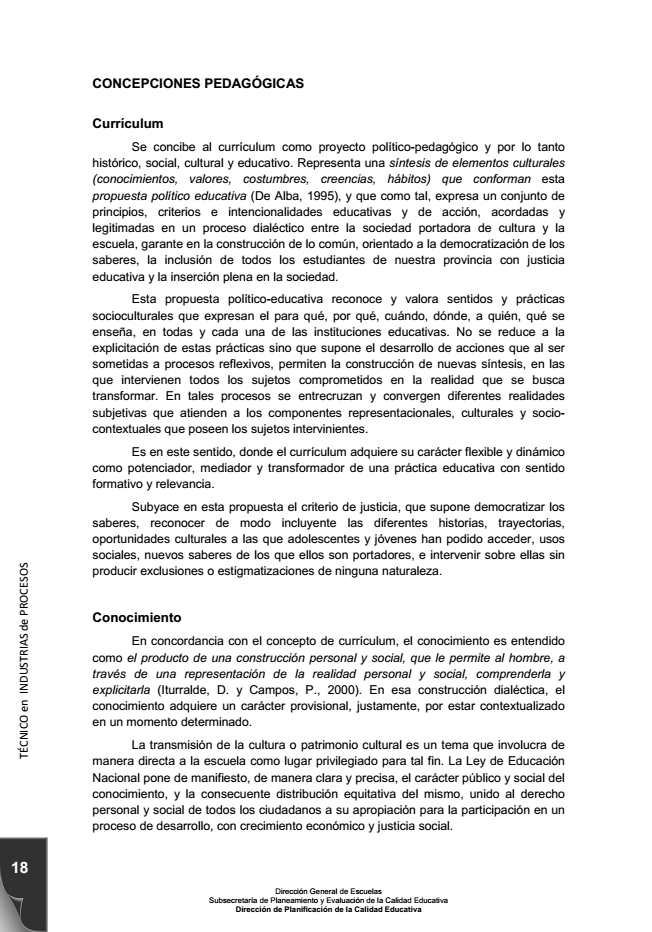 CONCEPCIONES PEDAGÓGICAS
Currículum
Se concibe al currículum como proyecto político-pedagógico y por lo tanto
histórico, social, cultural y educativo. Representa una síntesis de elementos culturales
(conocimientos, valores, costumbres, creencias, hábitos) que conforman esta
propuesta político educativa (De Alba, 1995), y que como tal, expresa un conjunto de
principios, criterios e intencionalidades educativas y de acción, acordadas y
legitimadas en un proceso dialéctico entre la sociedad portadora de cultura y la
escuela, garante en la construcción de lo común, orientado a la democratización de los
saberes, la inclusión de todos los estudiantes de nuestra provincia con justicia
educativa y la inserción plena en la sociedad.
Esta propuesta político-educativa reconoce y valora sentidos y prácticas
socioculturales que expresan el para qué, por qué, cuándo, dónde, a quién, qué se
enseña, en todas y cada una de las instituciones educativas. No se reduce a la
explicitación de estas prácticas sino que supone el desarrollo de acciones que al ser
sometidas a procesos reflexivos, permiten la construcción de nuevas síntesis, en las
que intervienen todos los sujetos comprometidos en la realidad que se busca
transformar. En tales procesos se entrecruzan y convergen diferentes realidades
subjetivas que atienden a los componentes representacionales, culturales y socio-
contextuales que poseen los sujetos intervinientes.
Es en este sentido, donde el currículum adquiere su carácter flexible y dinámico
como potenciador, mediador y transformador de una práctica educativa con sentido
formativo y relevancia.
Subyace en esta propuesta el criterio de justicia, que supone democratizar los
saberes, reconocer de modo incluyente las diferentes historias, trayectorias,
oportunidades culturales a las que adolescentes y jóvenes han podido acceder, usos
sociales, nuevos saberes de los que ellos son portadores, e intervenir sobre ellas sin
producir exclusiones o estigmatizaciones de ninguna naturaleza.
Conocimiento
En concordancia con el concepto de currículum, el conocimiento es entendido
como el producto de una construcción personal y social, que le permite al hombre, a
través de una representación de la realidad personal y social, comprenderla y
explicitarla (Iturralde, D. y Campos, P., 2000). En esa construcción dialéctica, el
conocimiento adquiere un carácter provisional, justamente, por estar contextualizado
en un momento determinado.
La transmisión de la cultura o patrimonio cultural es un tema que involucra de
manera directa a la escuela como lugar privilegiado para tal fin. La Ley de Educación
Nacional pone de manifiesto, de manera clara y precisa, el carácter público y social del
conocimiento, y la consecuente distribución equitativa del mismo, unido al derecho
personal y social de todos los ciudadanos a su apropiación para la participación en un
proceso de desarrollo, con crecimiento económico y justicia social.
TÉCNICO en INDUSTRIAS de PROCESOS
18
Dirección General de Escuelas
Subsecretaría de Planeamiento y Evaluación de la Calidad Educativa
Dirección de Planificación de la Calidad Educativa